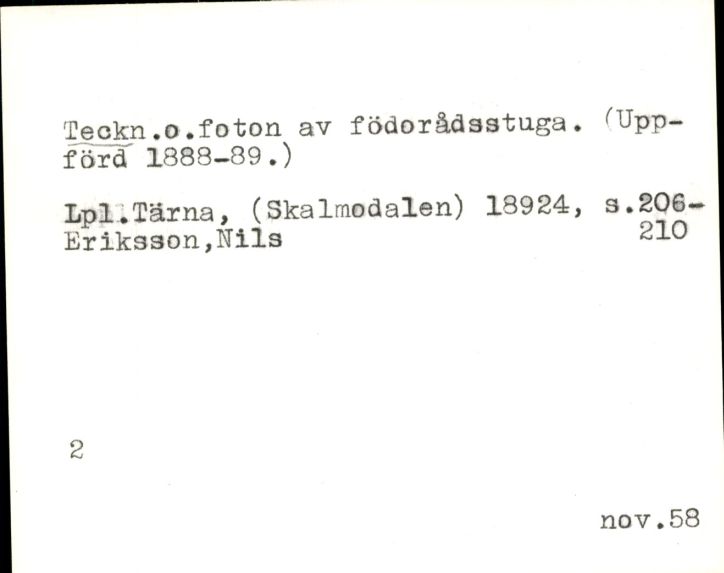 Teckn.o.foton av födorådsstuga. (Upp-
förd 1888-89.)
Lpl.Tärna, (Skalmodalen) 18924, s.206-
Eriksson,Nils 210
2
nov.58